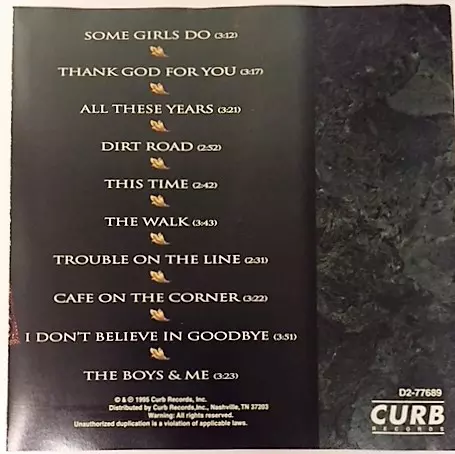 SOME GIRLS DO (3:12)
THANK GOD FOR YOU (3:17)
ALL THESE YEARS (3:21)
DIRT ROAD (2:52)
THIS TIME (2:42)
THE WALK (3:43)
TROUBLE ON THE LINE (2:31)
CAFE ON THE CORNER (3:22)
I DON'T BELIEVE IN GOODBYE (3:51)
THE BOYS & ME (3:23)
© & ℗ 1995 Curb Records, Inc.
Distributed by Curb Records,Inc., Nashville,TN 37203
Warning: All rights reserved.
Unauthorized duplication is a violation of applicable laws.
D2-77689
CURB
RECORDS